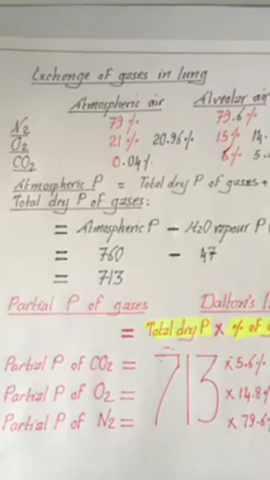 Exchenge of gases in lung
Atmospheric air Alveolar air
N2 79% 79.6%
O2 21% 20.96% 15% 14.
CO2 0.04% 6% 5.
Atmospheric P = Total dry P of gases +
Total dry P of gases:
= Atmospheric P - H2O vapour P
= 760 - 47
= 713
Partial P of gases Dalton's l
= Total dry P x % of g
Partial P of CO2 = 713 x 5.6%
Partial P of O2 = x 14.8%
Partial P of N2 = x 79.6%